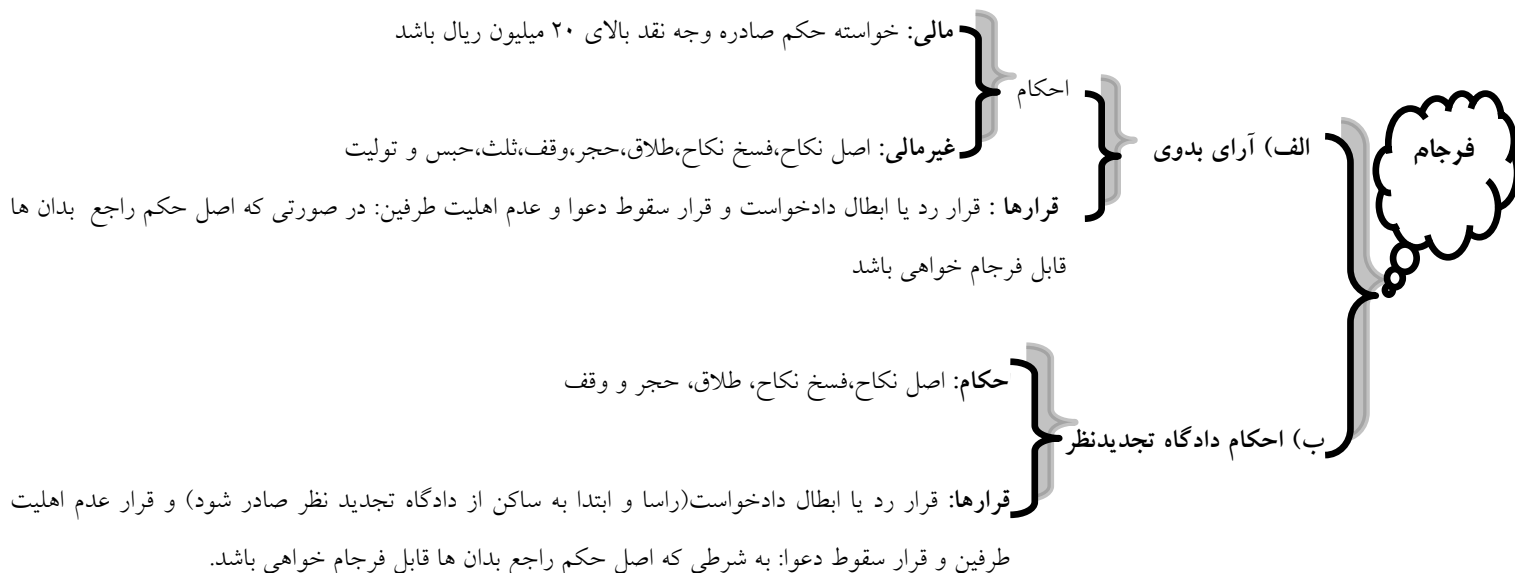 فرجام
الف) آرای بدوی
احکام
مالی: خواسته حکم صادره وجه نقد بالای ۲۰ میلیون ریال باشد
غیرمالی: اصل نکاح،فسخ نکاح،طلاق،حجر،وقف،ثلث،حبس و تولیت
قرارها : قرار رد یا ابطال دادخواست و قرار سقوط دعوا و عدم اهلیت طرفین: در صورتی که اصل حکم راجع بدان ها
قابل فرجام خواهی باشد
ب) احکام دادگاه تجدیدنظر
حکام: اصل نکاح،فسخ نکاح، طلاق، حجر و وقف
قرارها: قرار رد یا ابطال دادخواست(راسا و ابتدا به ساکن از دادگاه تجدید نظر صادر شود) و قرار عدم اهلیت
طرفین و قرار سقوط دعوا: به شرطی که اصل حکم راجع بدان ها قابل فرجام خواهی باشد.